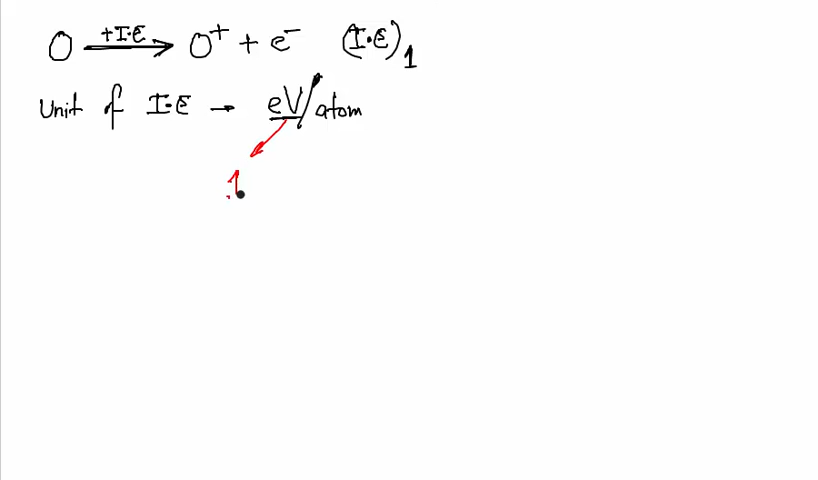 O +I·E → O⁺ + e⁻ (I·E)₁
Unit of I·E → eV/atom
1